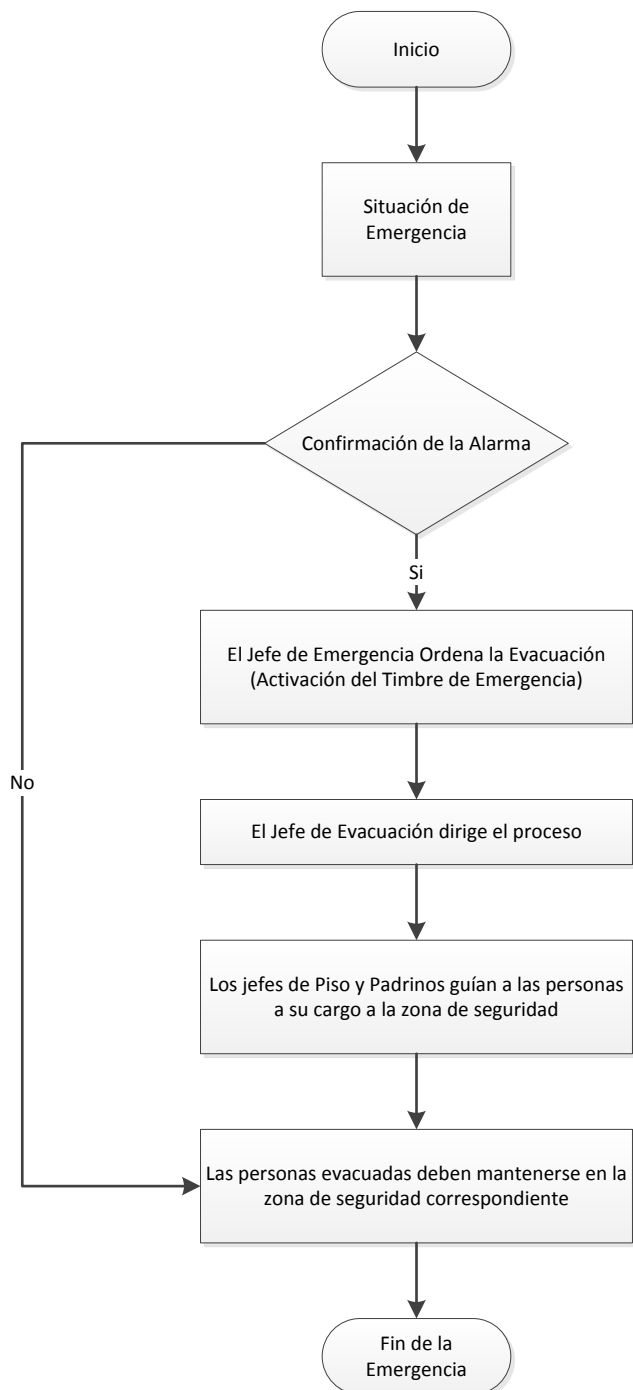 Inicio
Situación de
Emergencia
Confirmación de la Alarma
Si
El Jefe de Emergencia Ordena la Evacuación
(Activación del Timbre de Emergencia)
No
El Jefe de Evacuación dirige el proceso
Los jefes de Piso y Padrinos guían a las personas
a su cargo a la zona de seguridad
Las personas evacuadas deben mantenerse en la
zona de seguridad correspondiente
Fin de la
Emergencia